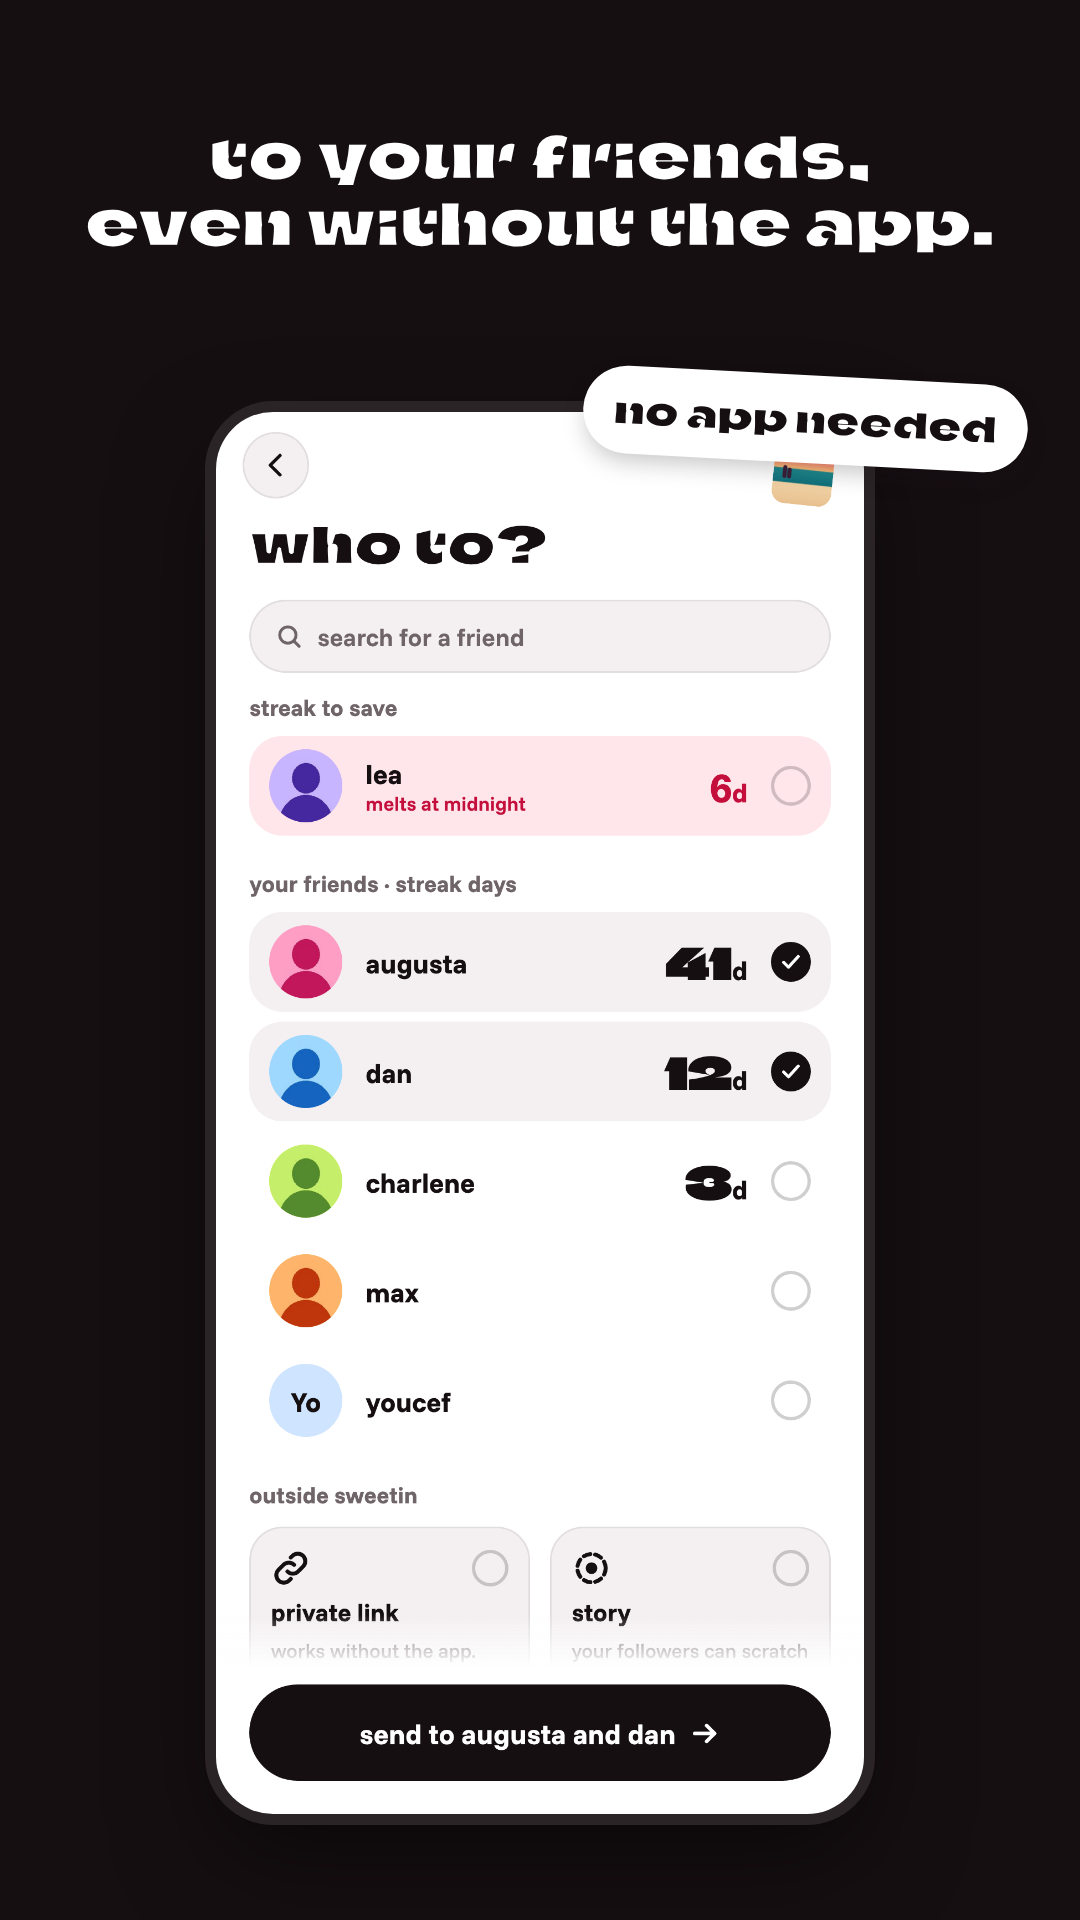 to your friends.
even without the app.
no app needed
who to?
search for a friend
streak to save
lea
melts at midnight
6d
your friends · streak days
augusta
41d
dan
12d
charlene
3d
max
Yo
youcef
outside sweetin
private link
works without the app.
story
your followers can scratch
send to augusta and dan →